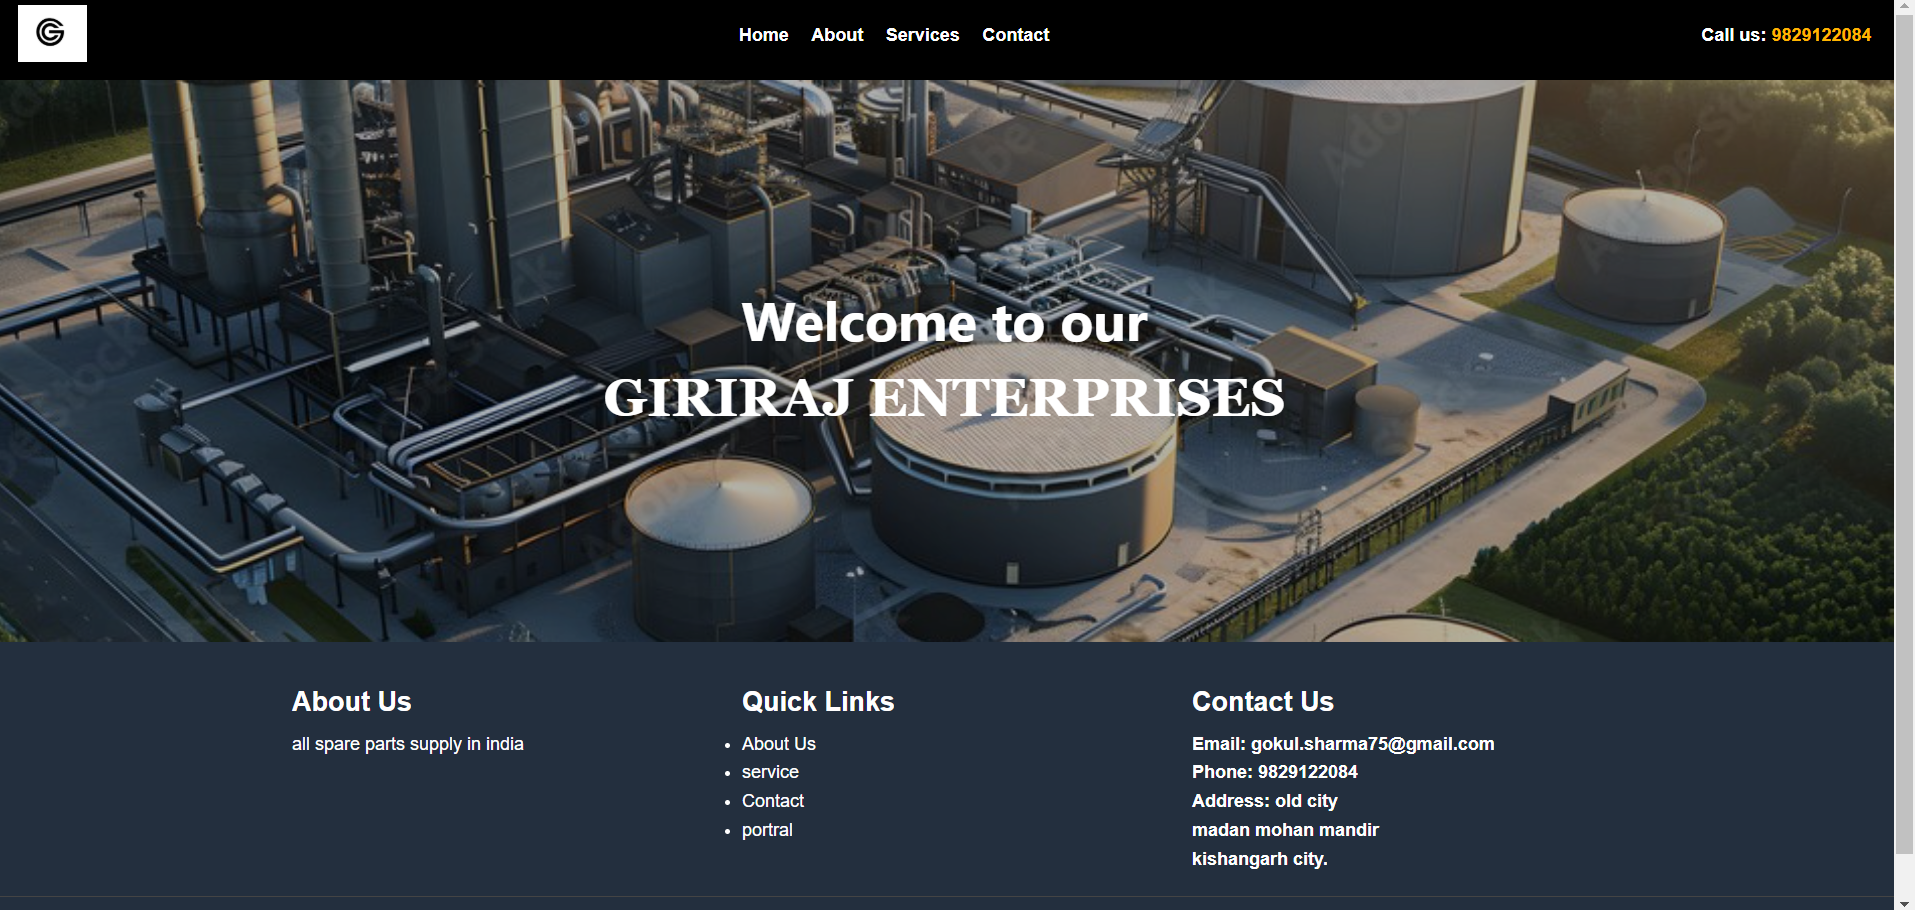 Home About Services Contact
Call us: 9829122084
Welcome to our
GIRIRAJ ENTERPRISES
About Us
all spare parts supply in india
Quick Links
About Us
service
Contact
portral
Contact Us
Email: gokul.sharma75@gmail.com
Phone: 9829122084
Address: old city
madan mohan mandir
kishangarh city.